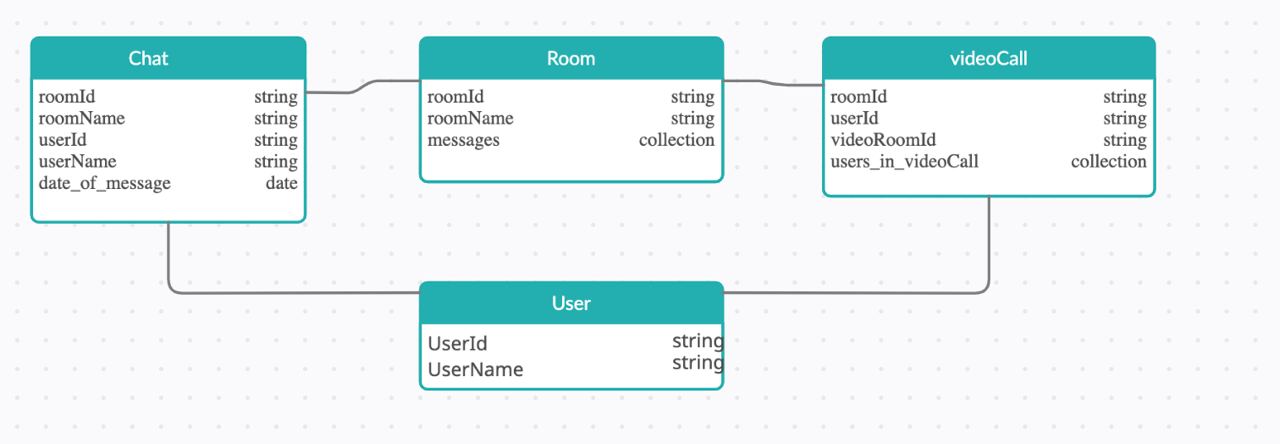 Chat
roomId string
roomName string
userId string
userName string
date_of_message date
Room
roomId string
roomName string
messages collection
videoCall
roomId string
userId string
videoRoomId string
users_in_videoCall collection
User
UserId string
UserName string